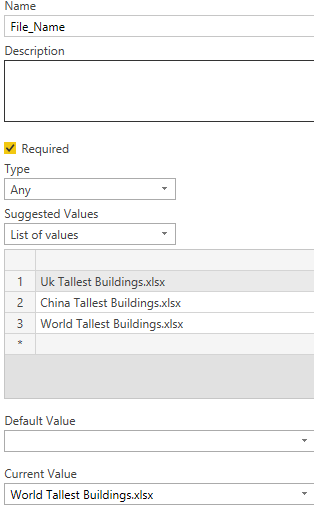 Name
File_Name
Description
Required
Type
Any
Suggested Values
List of values
1 Uk Tallest Buildings.xlsx
2 China Tallest Buildings.xlsx
3 World Tallest Buildings.xlsx
*
Default Value
Current Value
World Tallest Buildings.xlsx